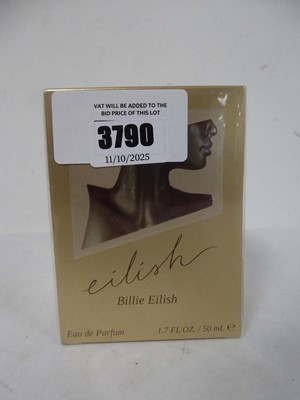 VAT WILL BE ADDED TO THE
BID PRICE OF THIS LOT
3790
11/10/2025
eilish
Billie Eilish
Eau de Parfum
1.7 FL OZ. / 50 mL ℮